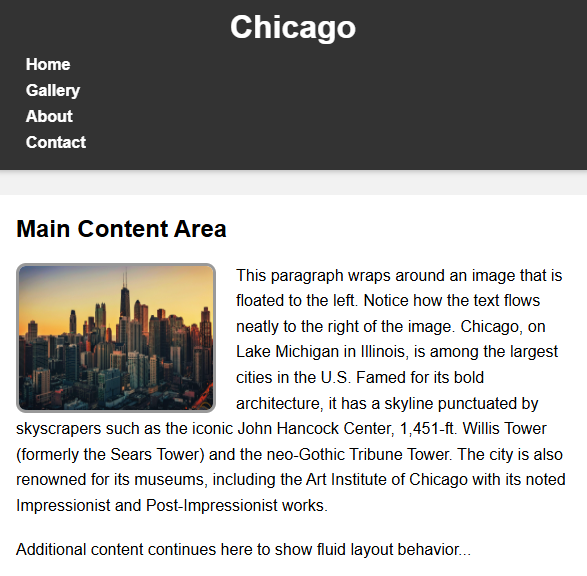 Chicago
Home
Gallery
About
Contact
Main Content Area
This paragraph wraps around an image that is
floated to the left. Notice how the text flows
neatly to the right of the image. Chicago, on
Lake Michigan in Illinois, is among the largest
cities in the U.S. Famed for its bold
architecture, it has a skyline punctuated by
skyscrapers such as the iconic John Hancock Center, 1,451-ft. Willis Tower
(formerly the Sears Tower) and the neo-Gothic Tribune Tower. The city is also
renowned for its museums, including the Art Institute of Chicago with its noted
Impressionist and Post-Impressionist works.
Additional content continues here to show fluid layout behavior...